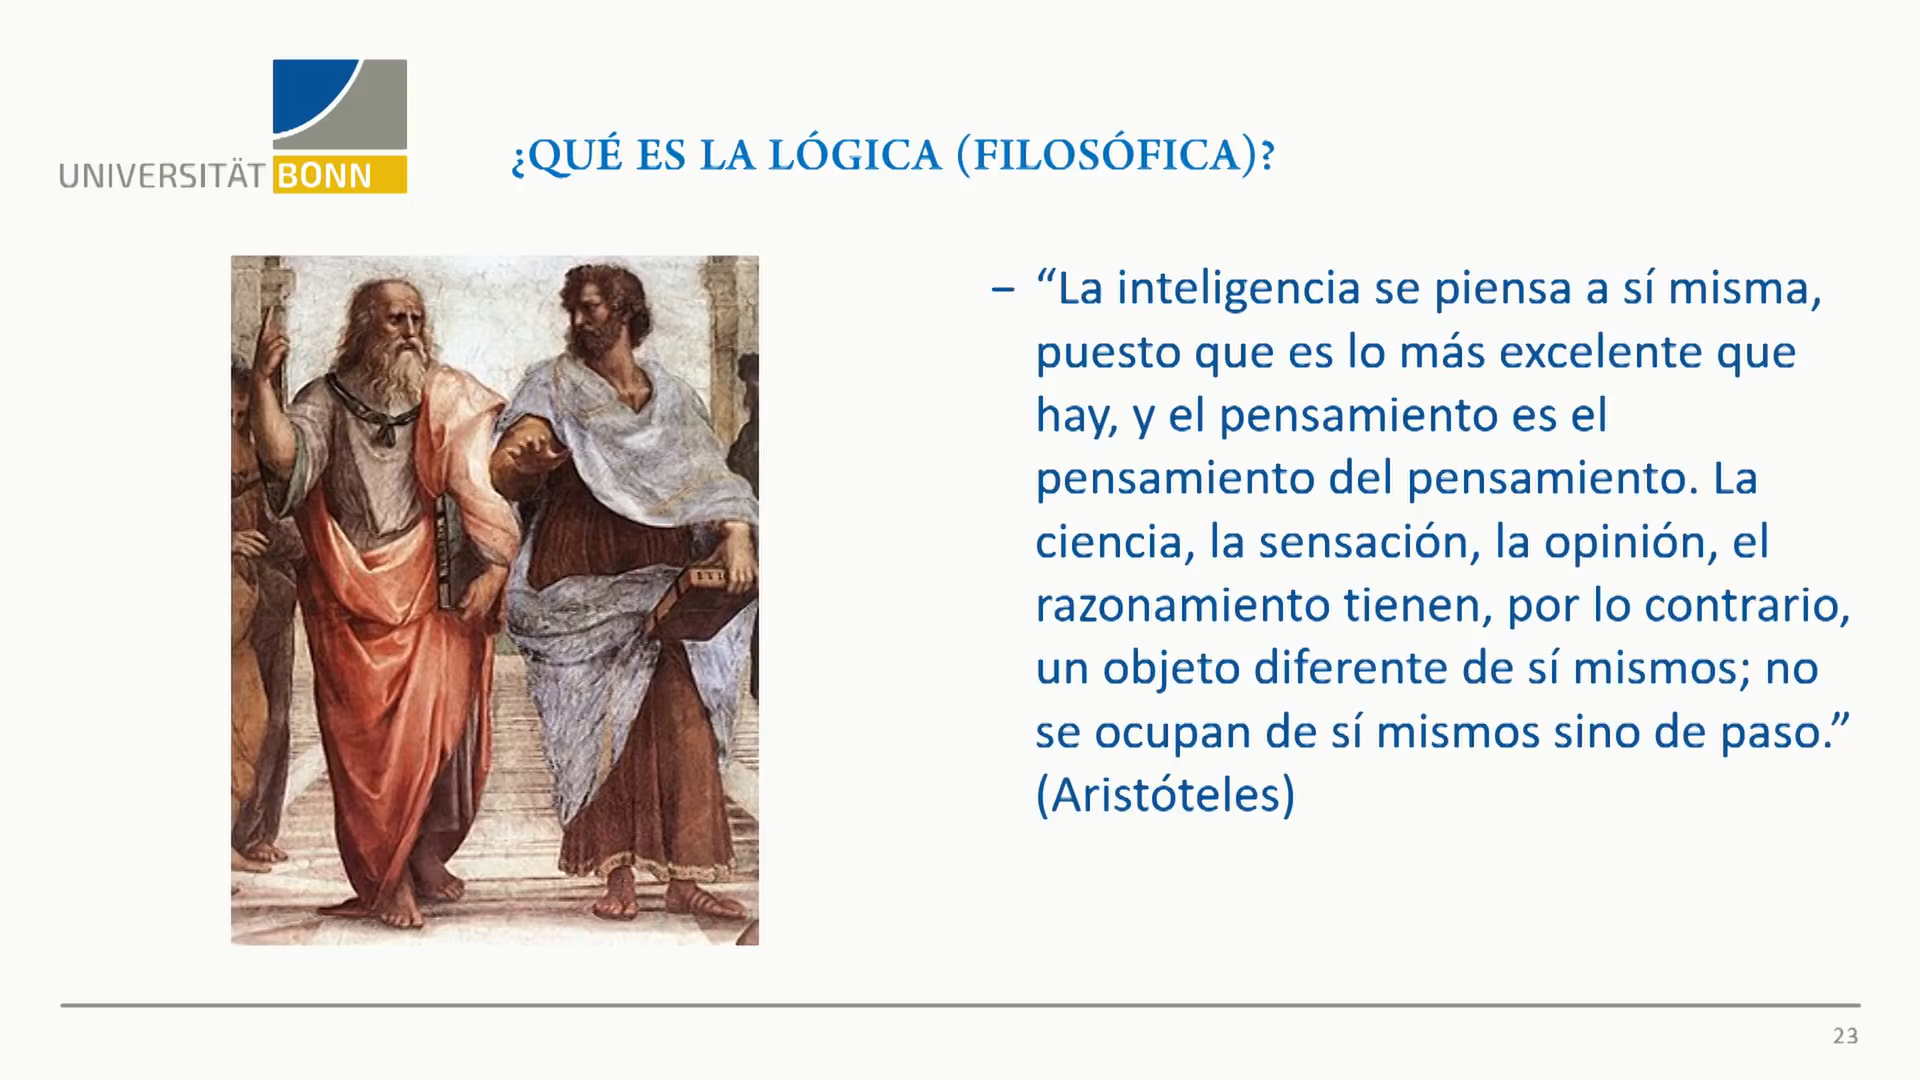 UNIVERSITÄT BONN
¿QUÉ ES LA LÓGICA (FILOSÓFICA)?
– “La inteligencia se piensa a sí misma,
puesto que es lo más excelente que
hay, y el pensamiento es el
pensamiento del pensamiento. La
ciencia, la sensación, la opinión, el
razonamiento tienen, por lo contrario,
un objeto diferente de sí mismos; no
se ocupan de sí mismos sino de paso.”
(Aristóteles)
23